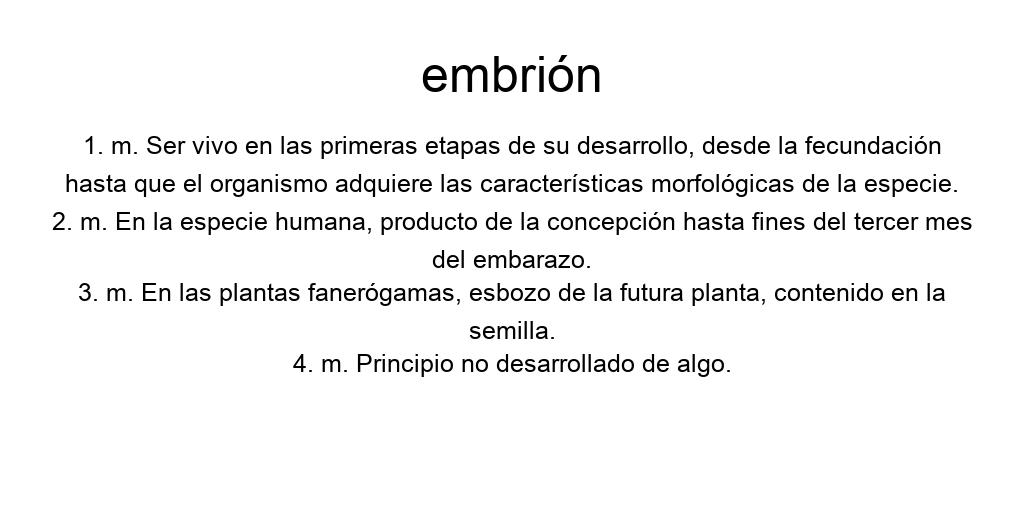 embrión
1. m. Ser vivo en las primeras etapas de su desarrollo, desde la fecundación
hasta que el organismo adquiere las características morfológicas de la especie.
2. m. En la especie humana, producto de la concepción hasta fines del tercer mes
del embarazo.
3. m. En las plantas fanerógamas, esbozo de la futura planta, contenido en la
semilla.
4. m. Principio no desarrollado de algo.